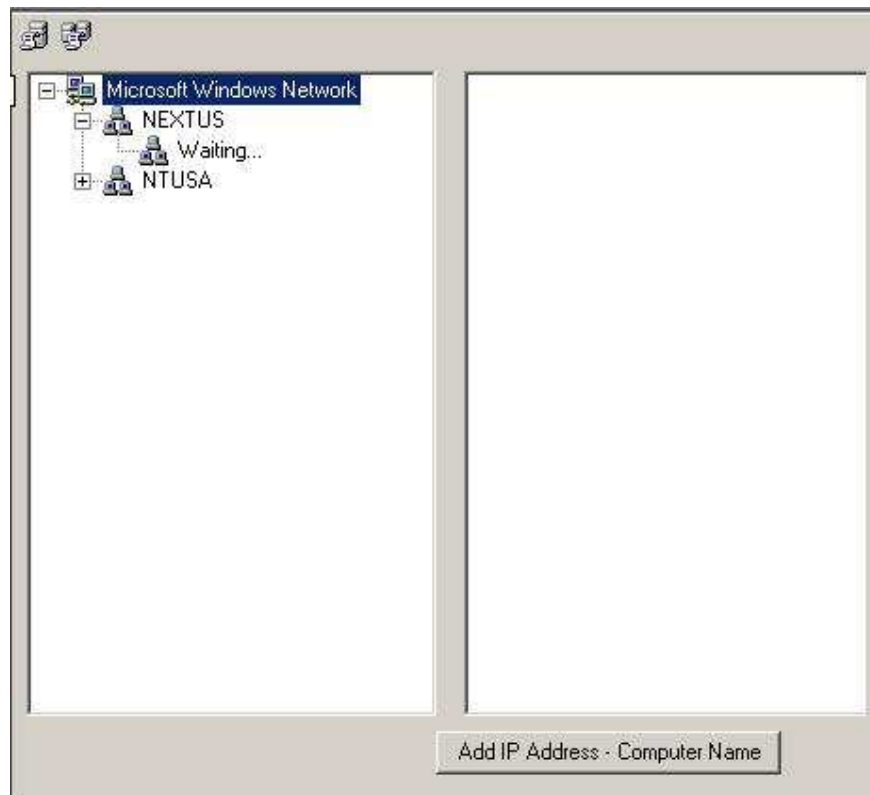 Microsoft Windows Network
NEXTUS
Waiting...
NTUSA
Add IP Address - Computer Name